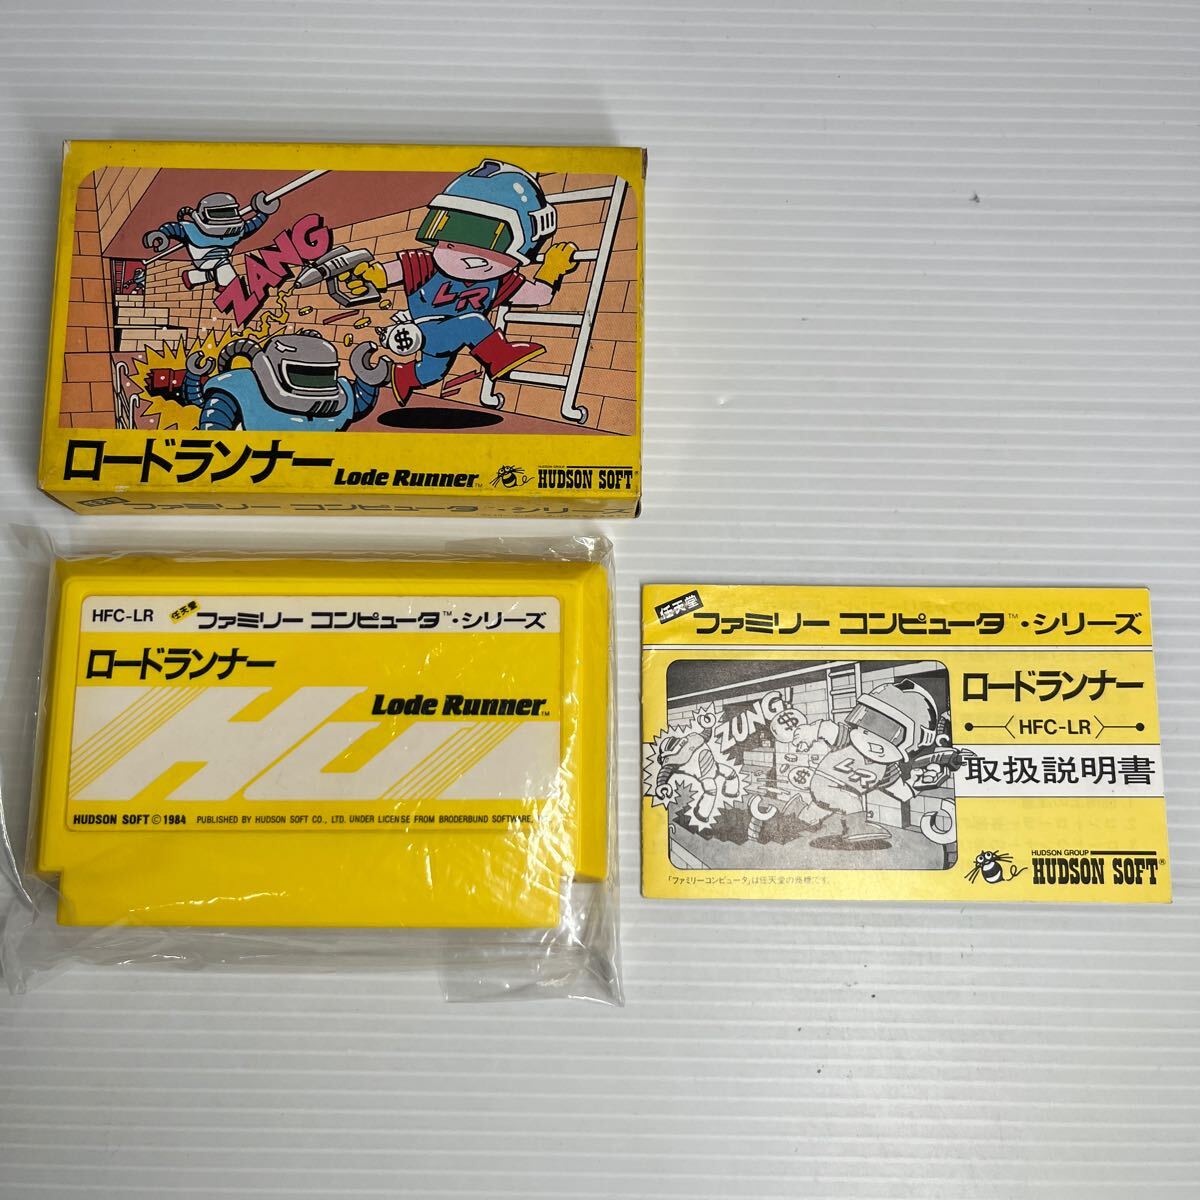 ZANG
LR
$
ロードランナー Lode Runner™
HUDSON GROUP
HUDSON SOFT®
任天堂 ファミリー コンピュータ™・シリーズ
HFC-LR 任天堂 ファミリー コンピュータ™・シリーズ
ロードランナー
Lode Runner™
HUDSON SOFT © 1984 PUBLISHED BY HUDSON SOFT CO., LTD. UNDER LICENSE FROM BRODERBUND SOFTWARE,
任天堂 ファミリー コンピュータ™・シリーズ
ロードランナー
HFC-LR
取扱説明書
ZUNG
$
$
LR
HUDSON GROUP
HUDSON SOFT®
「ファミリーコンピュータ」は任天堂の商標です。